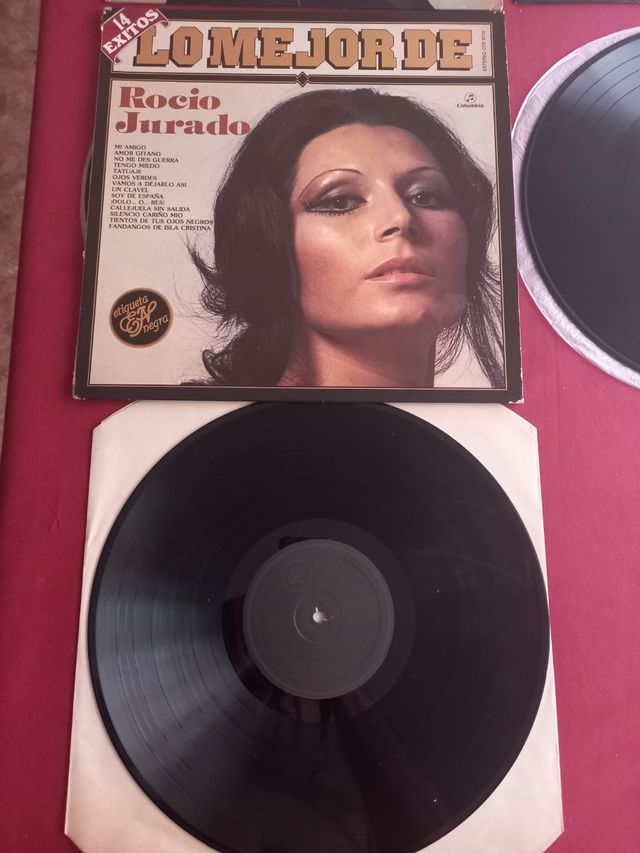 14
EXITOS
LO MEJOR DE
Rocio
Jurado
Columbia
MI AMIGO
AMOR GITANO
NO ME DES GUERRA
TENGO MIEDO
TATUAJE
OJOS VERDES
VAMOS A DEJARLO ASI
UN CLAVEL
SOY DE ESPAÑA
¡DOLO... O... RES!
CALLEJUELA SIN SALIDA
SILENCIO CARIÑO MIO
TIENTOS DE TUS OJOS NEGROS
FANDANGOS DE ISLA CRISTINA
etiqueta
EN
negra